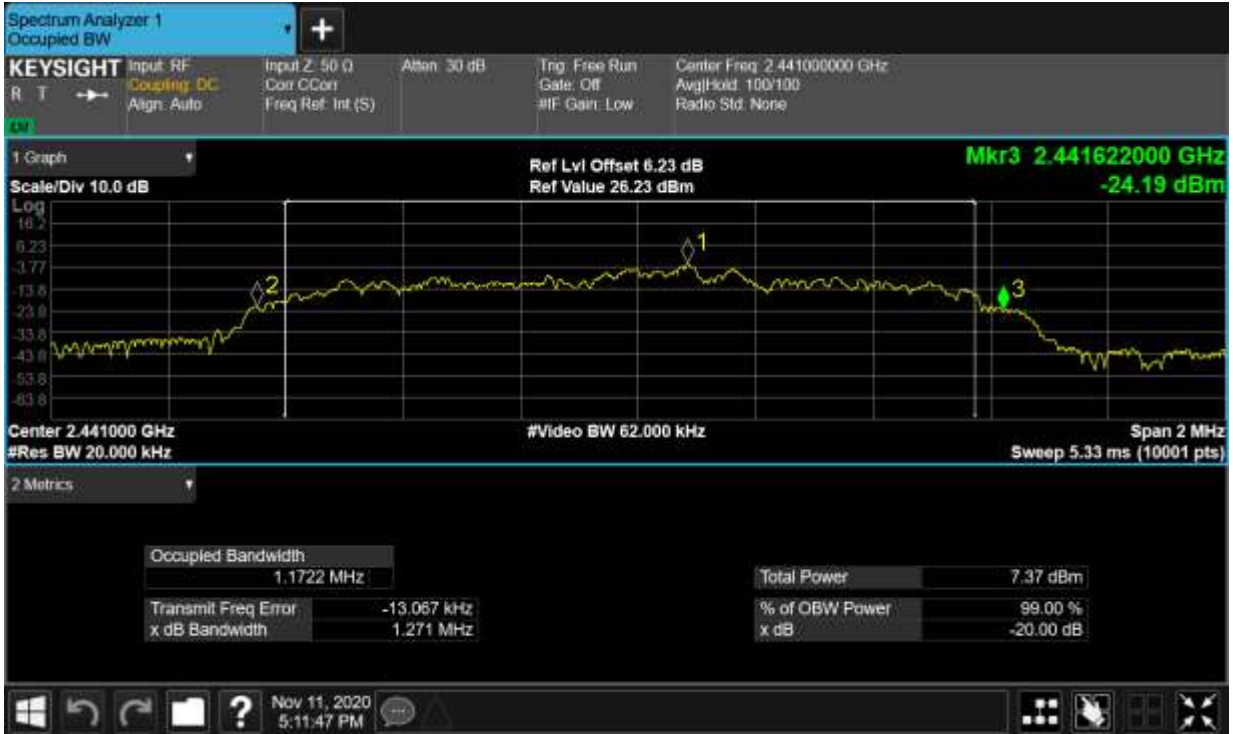 Spectrum Analyzer 1
Occupied BW
KEYSIGHT
R T
Input: RF
Coupling: DC
Align: Auto
Input Z: 50 Ω
Corr CCorr
Freq Ref: Int (S)
Atten: 30 dB
Trig: Free Run
Gate: Off
#IF Gain: Low
Center Freq: 2.441000000 GHz
Avg|Hold: 100/100
Radio Std: None
1 Graph
Scale/Div 10.0 dB
Ref Lvl Offset 6.23 dB
Ref Value 26.23 dBm
Mkr3 2.441622000 GHz
-24.19 dBm
Log
16.2
6.23
-3.77
-13.8
-23.8
-33.8
-43.8
-53.8
-63.8
1
2
3
Center 2.441000 GHz
#Res BW 20.000 kHz
#Video BW 62.000 kHz
Span 2 MHz
Sweep 5.33 ms (10001 pts)
2 Metrics
Occupied Bandwidth
1.1722 MHz
Transmit Freq Error -13.067 kHz
x dB Bandwidth 1.271 MHz
Total Power 7.37 dBm
% of OBW Power 99.00 %
x dB -20.00 dB
?
Nov 11, 2020
5:11:47 PM